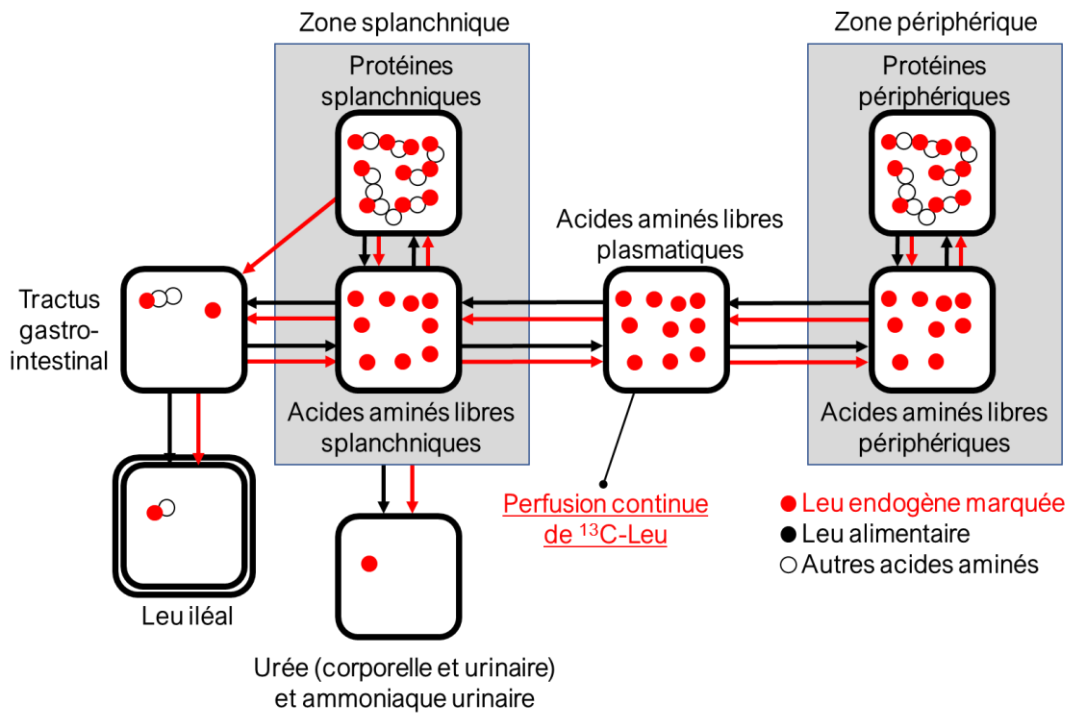 Zone splanchnique
Zone périphérique
Protéines
splanchniques
Protéines
périphériques
Acides aminés libres
plasmatiques
Tractus
gastro-
intestinal
Acides aminés libres
splanchniques
Acides aminés libres
périphériques
Perfusion continue
de ¹³C-Leu
Leu endogène marquée
Leu alimentaire
Autres acides aminés
Leu iléal
Urée (corporelle et urinaire)
et ammoniaque urinaire